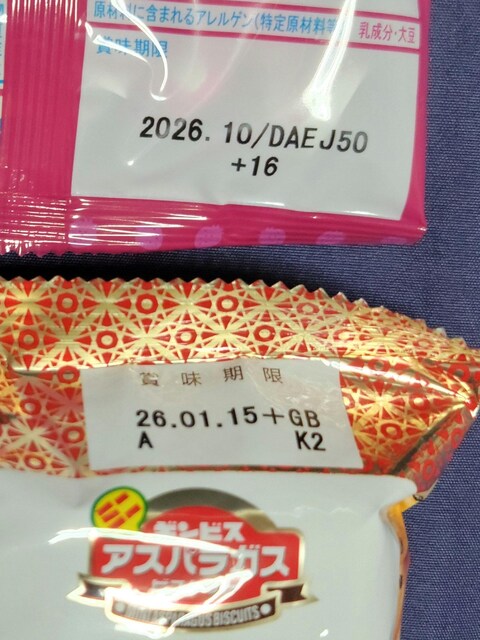 原材料に含まれるアレルゲン(特定原材料等
乳成分・大豆
賞味期限
2026. 10/DAEJ50
+16
賞味期限
26.01.15+GB
A K2
ギンビス
アスパラガス
BISCUITS